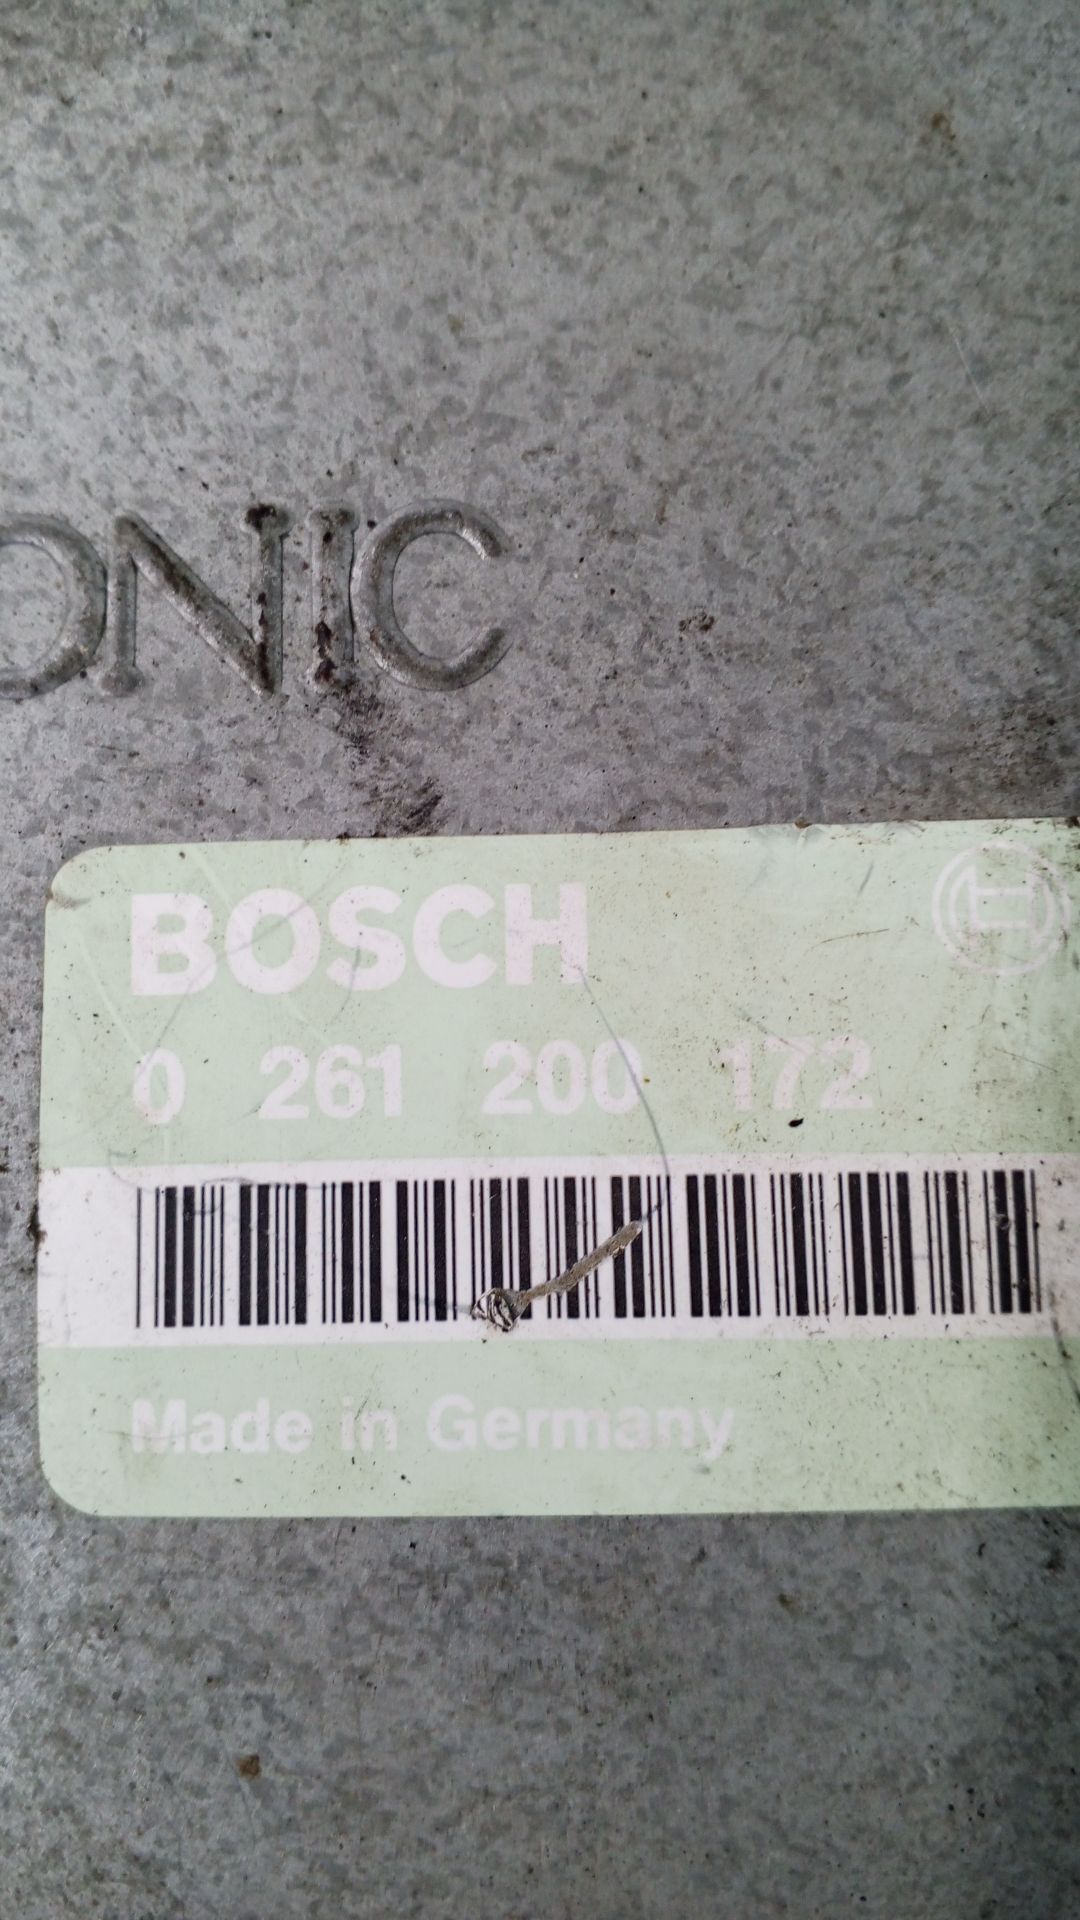 ONIC
BOSCH
0 261 200 172
Made in Germany